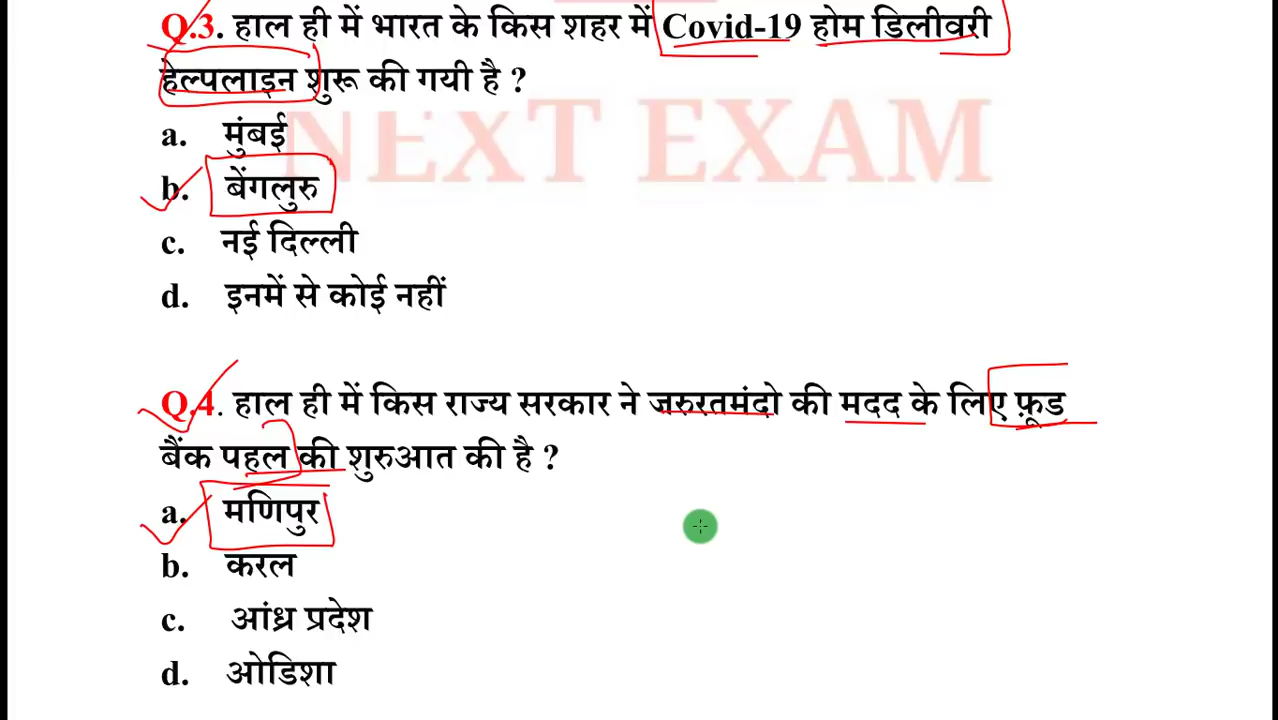 Q.3. हाल ही में भारत के किस शहर में Covid-19 होम डिलीवरी
हेल्पलाइन शुरू की गयी है ?
NEXT EXAM
a. मुंबई
b. बेंगलुरु
c. नई दिल्ली
d. इनमें से कोई नहीं
Q.4. हाल ही में किस राज्य सरकार ने जरुरतमंदो की मदद के लिए फ़ूड
बैंक पहल की शुरुआत की है ?
a. मणिपुर
b. करल
c. आंध्र प्रदेश
d. ओडिशा